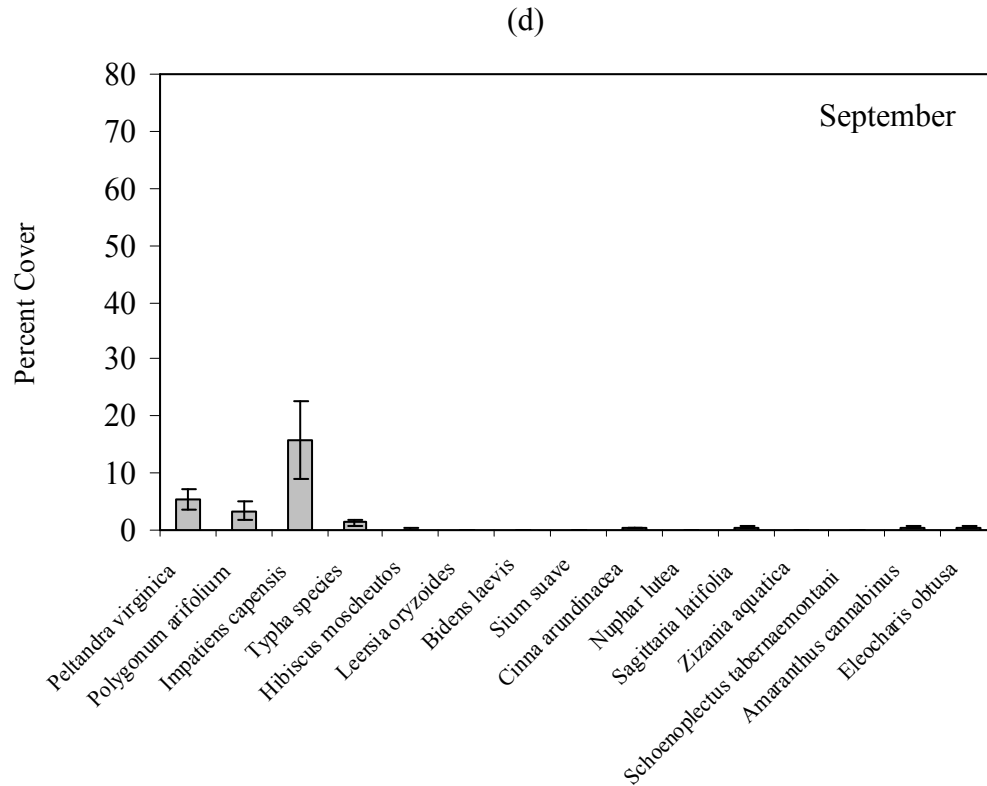 (d)
80
70
60
50
40
30
20
10
0
Percent Cover
September
Peltandra virginica
Polygonum arifolium
Impatiens capensis
Typha species
Hibiscus moscheutos
Leersia oryzoides
Bidens laevis
Sium suave
Cinna arundinacea
Nuphar lutea
Sagittaria latifolia
Zizania aquatica
Schoenoplectus tabernaemontani
Amaranthus cannabinus
Eleocharis obtusa